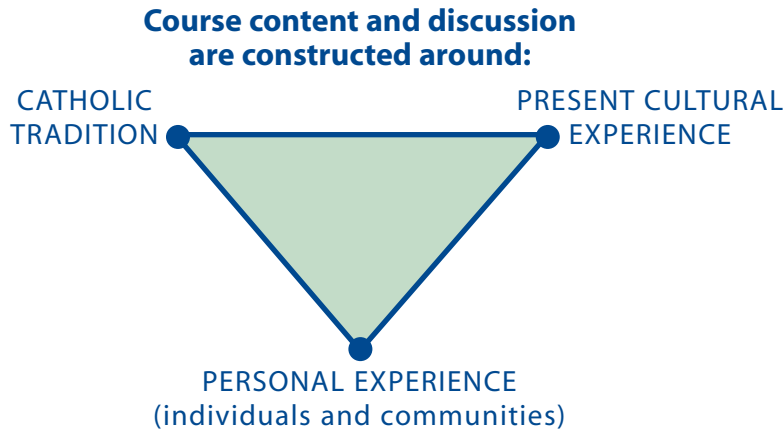 Course content and discussion
are constructed around:
CATHOLIC
TRADITION
PRESENT CULTURAL
EXPERIENCE
PERSONAL EXPERIENCE
(individuals and communities)